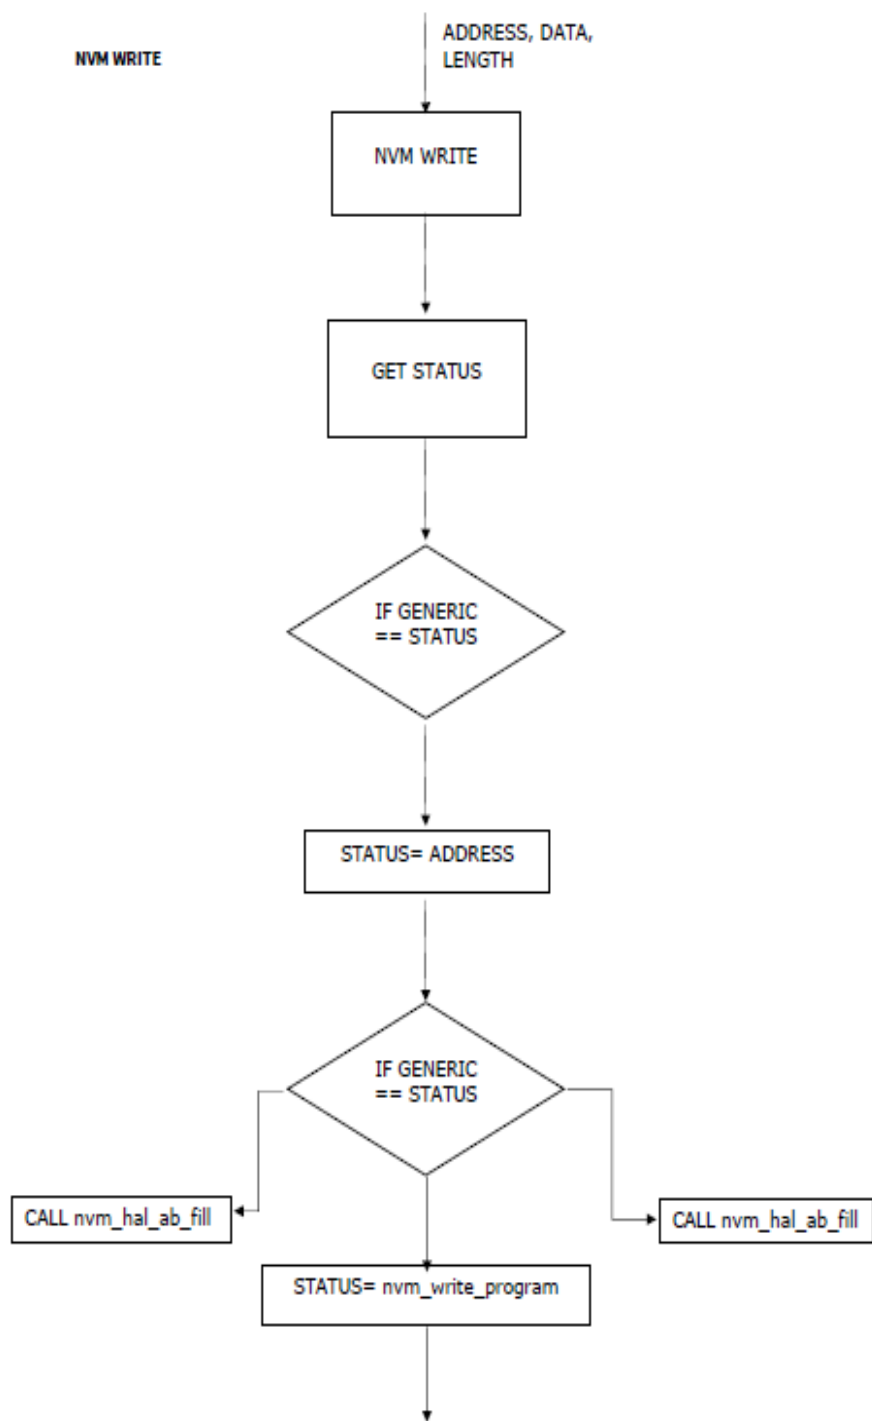 ADDRESS, DATA,
LENGTH
NVM WRITE
NVM WRITE
GET STATUS
IF GENERIC
== STATUS
STATUS= ADDRESS
IF GENERIC
== STATUS
CALL nvm_hal_ab_fill
CALL nvm_hal_ab_fill
STATUS= nvm_write_program